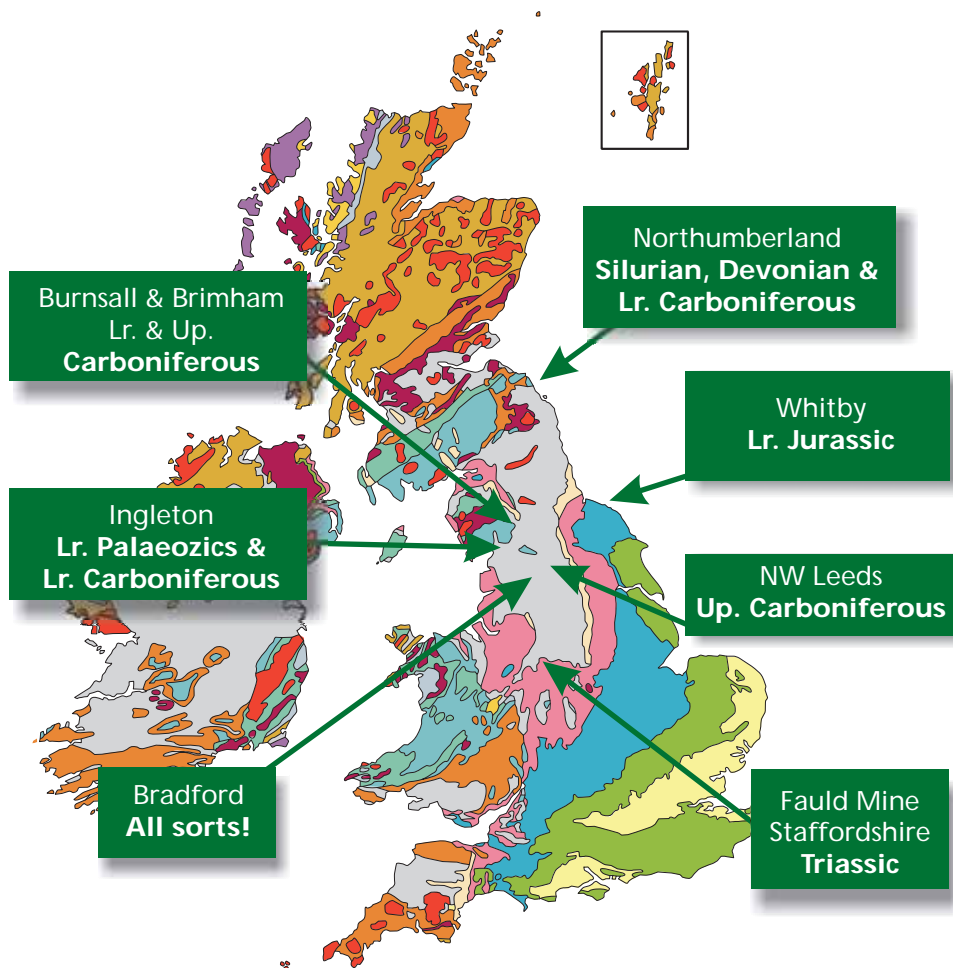 Northumberland
Silurian, Devonian &
Lr. Carboniferous
Burnsall & Brimham
Lr. & Up.
Carboniferous
Whitby
Lr. Jurassic
Ingleton
Lr. Palaeozics &
Lr. Carboniferous
NW Leeds
Up. Carboniferous
Bradford
All sorts!
Fauld Mine
Staffordshire
Triassic